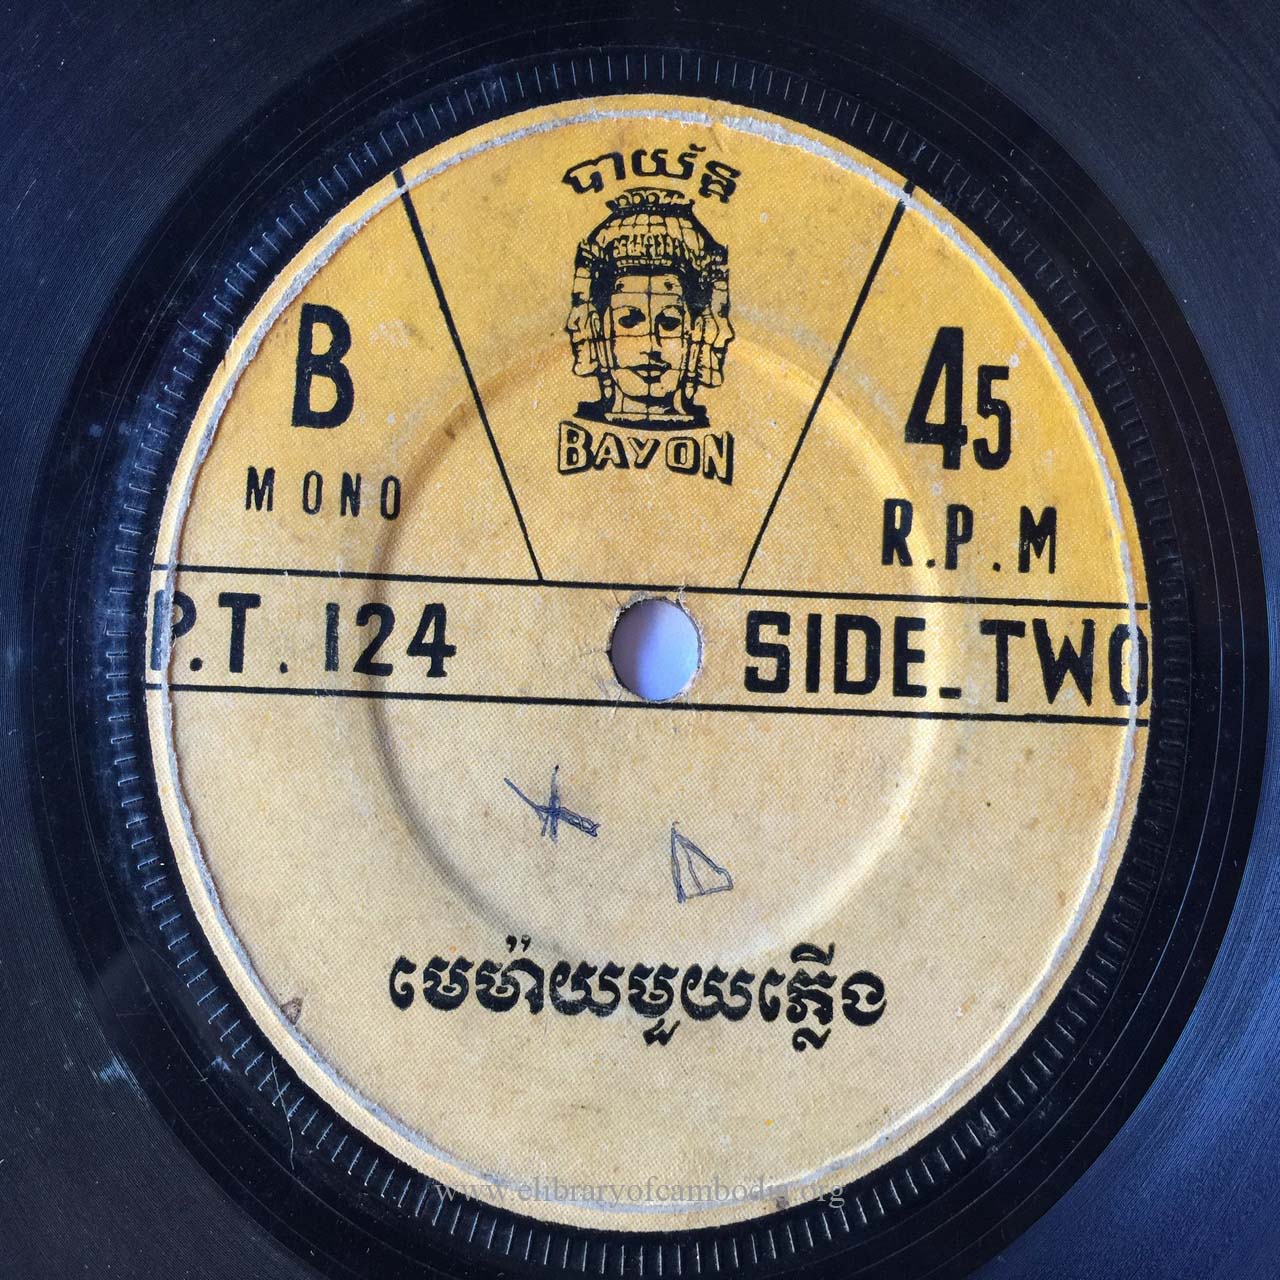 បាយ័ន្ត
BAYON
B
MONO
45
R.P.M
P.T. 124
SIDE_TWO
មេម៉ាយមួយភ្លើង
www.elibraryofcambodia.org